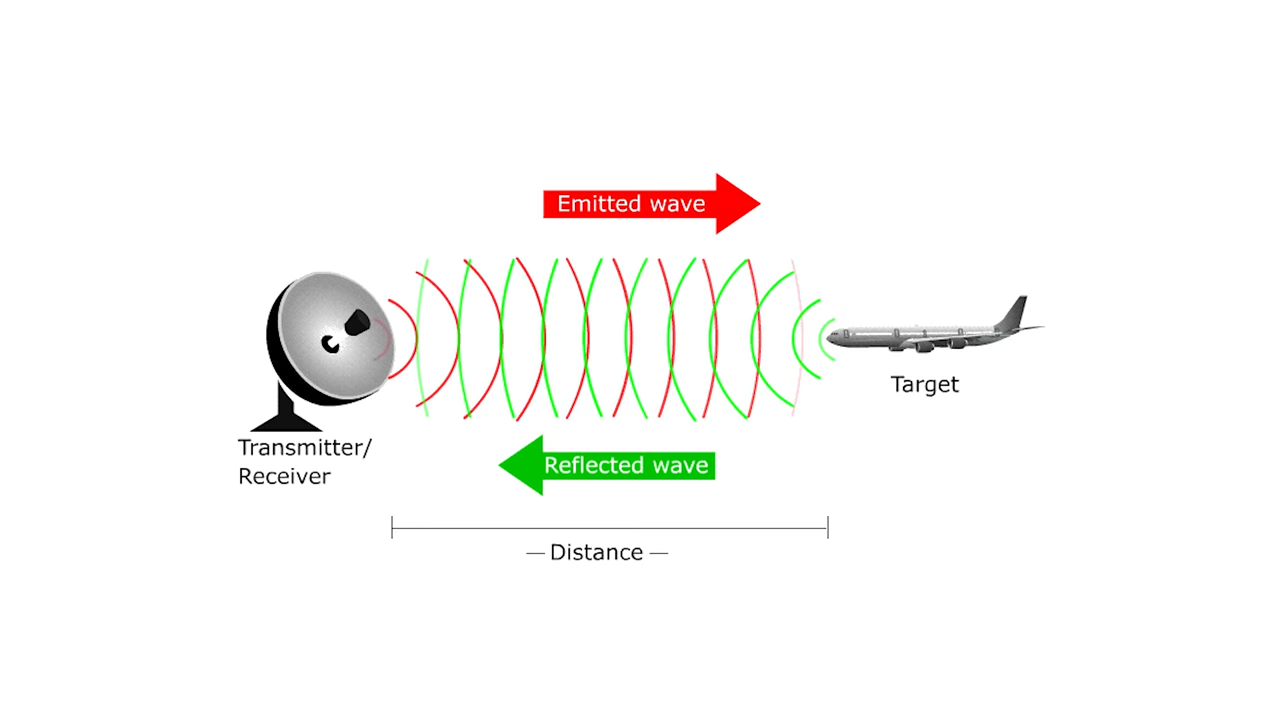 Emitted wave
Target
Transmitter/
Receiver
Reflected wave
— Distance —